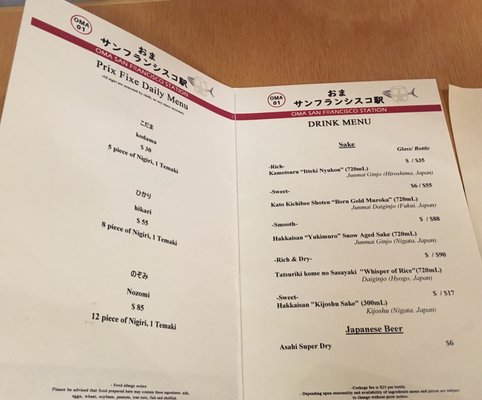 OMA
01
おま
サンフランシスコ駅
OMA SAN FRANCISCO STATION
Prix Fixe Daily Menu
こだま
kodama
$ 30
5 piece of Nigiri, 1 Temaki
ひかり
hikari
$ 55
8 piece of Nigiri, 1 Temaki
のぞみ
Nozomi
$ 85
12 piece of Nigiri, 1 Temaki
- Food allergy notice
Please be advised that food prepared here may contain these ingredients: milk,
eggs, wheat, soybean, peanuts, tree nuts, fish and shellfish
OMA
01
おま
サンフランシスコ駅
OMA SAN FRANCISCO STATION
DRINK MENU
Sake
Glass/ Bottle
-Rich- $ / $35
Kamotsuru "Itteki Nyukon" (720mL)
Junmai Ginjo (Hiroshima, Japan)
-Sweet- $6 / $55
Kato Kichibee Shoten "Born Gold Muroka" (720mL)
Junmai Daiginjo (Fukui, Japan)
-Smooth- $ / $88
Hakkaisan "Yukimuro" Snow Aged Sake (720mL)
Junmai Ginjo (Nigata, Japan)
-Rich & Dry- $ / $90
Tatsuriki kome no Sasayaki "Whisper of Rice"(720mL)
Daiginjo (Hyogo, Japan)
-Sweet- $ / $17
Hakkaisan "Kijoshu Sake" (300mL)
Kijoshu (Nigata, Japan)
Japanese Beer
Asahi Super Dry $6
-Corkage fee is $15 per bottle.
- Depending upon seasonality and availability of ingredients menu and prices are subject
to change without prior notice.